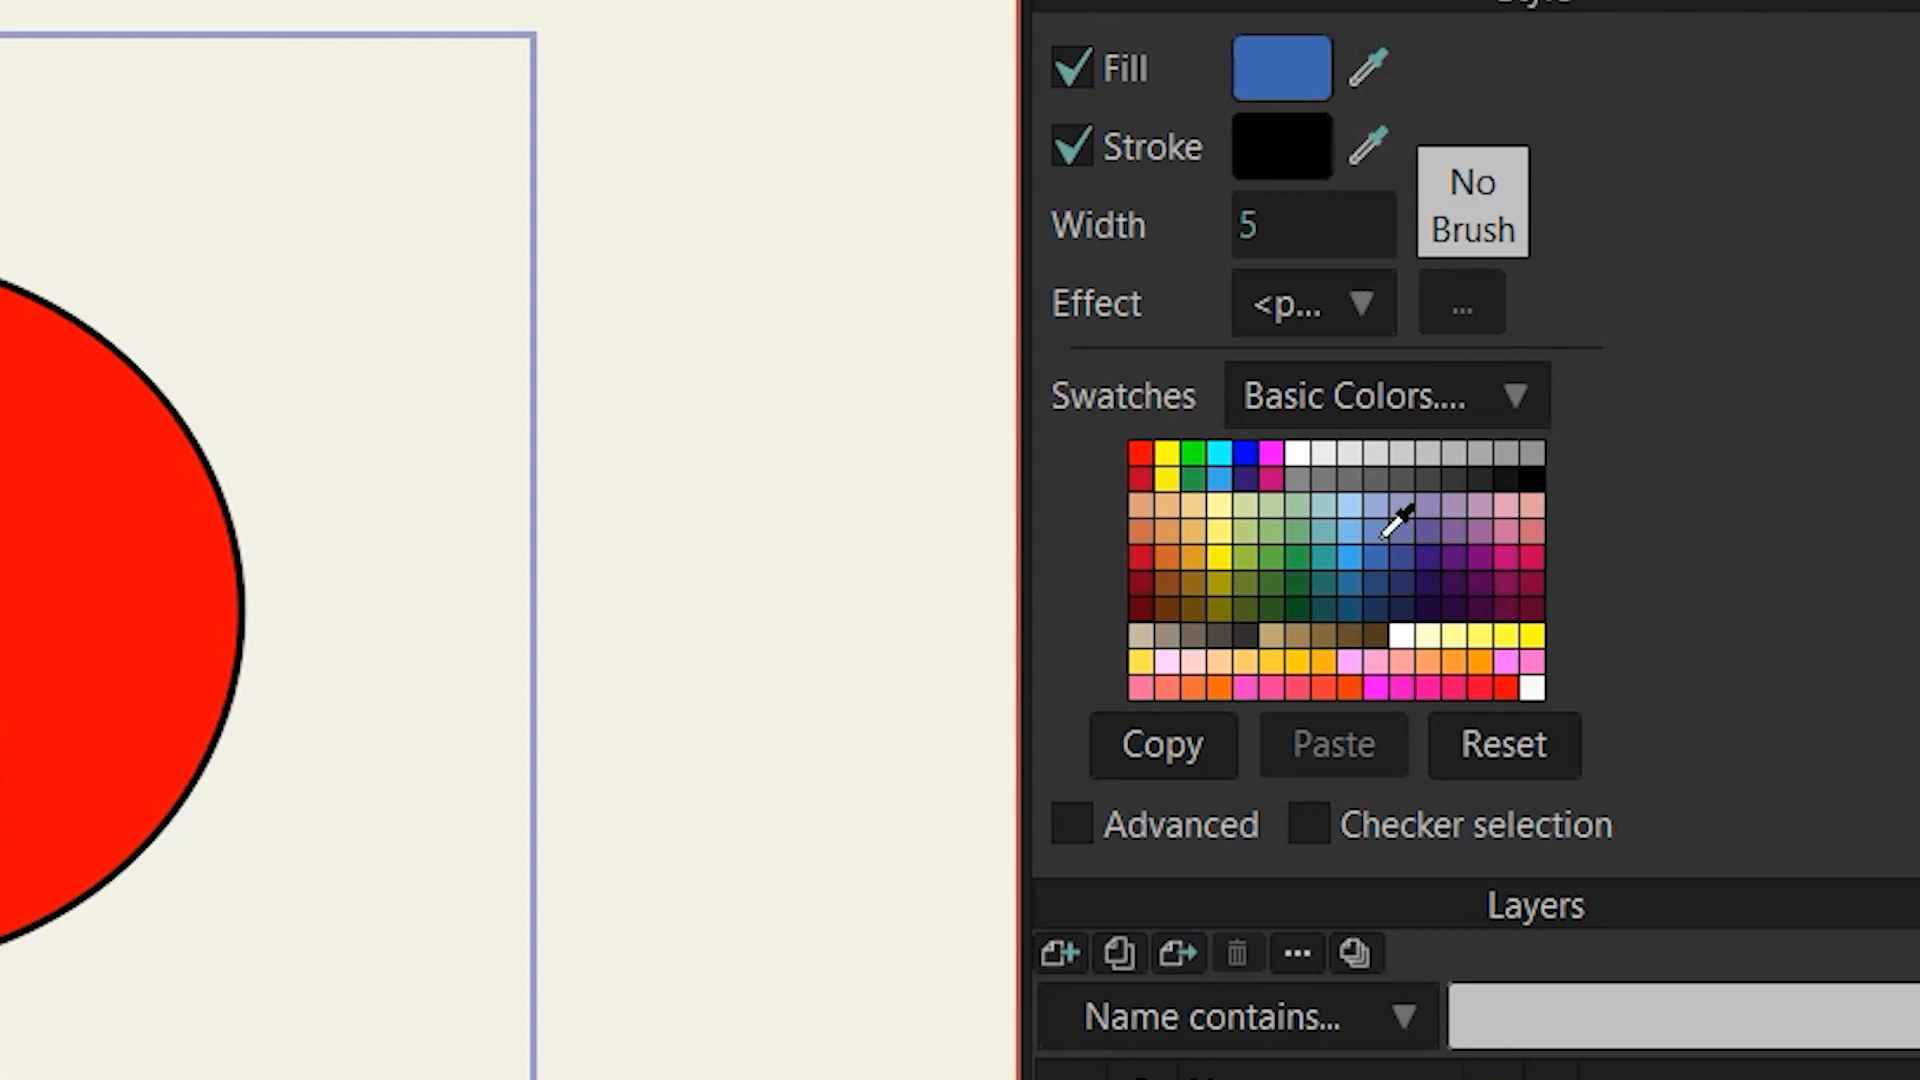 Style
Fill
Stroke
No
Brush
Width 5
Effect <p... ...
Swatches Basic Colors....
Copy Paste Reset
Advanced Checker selection
Layers
Name contains...